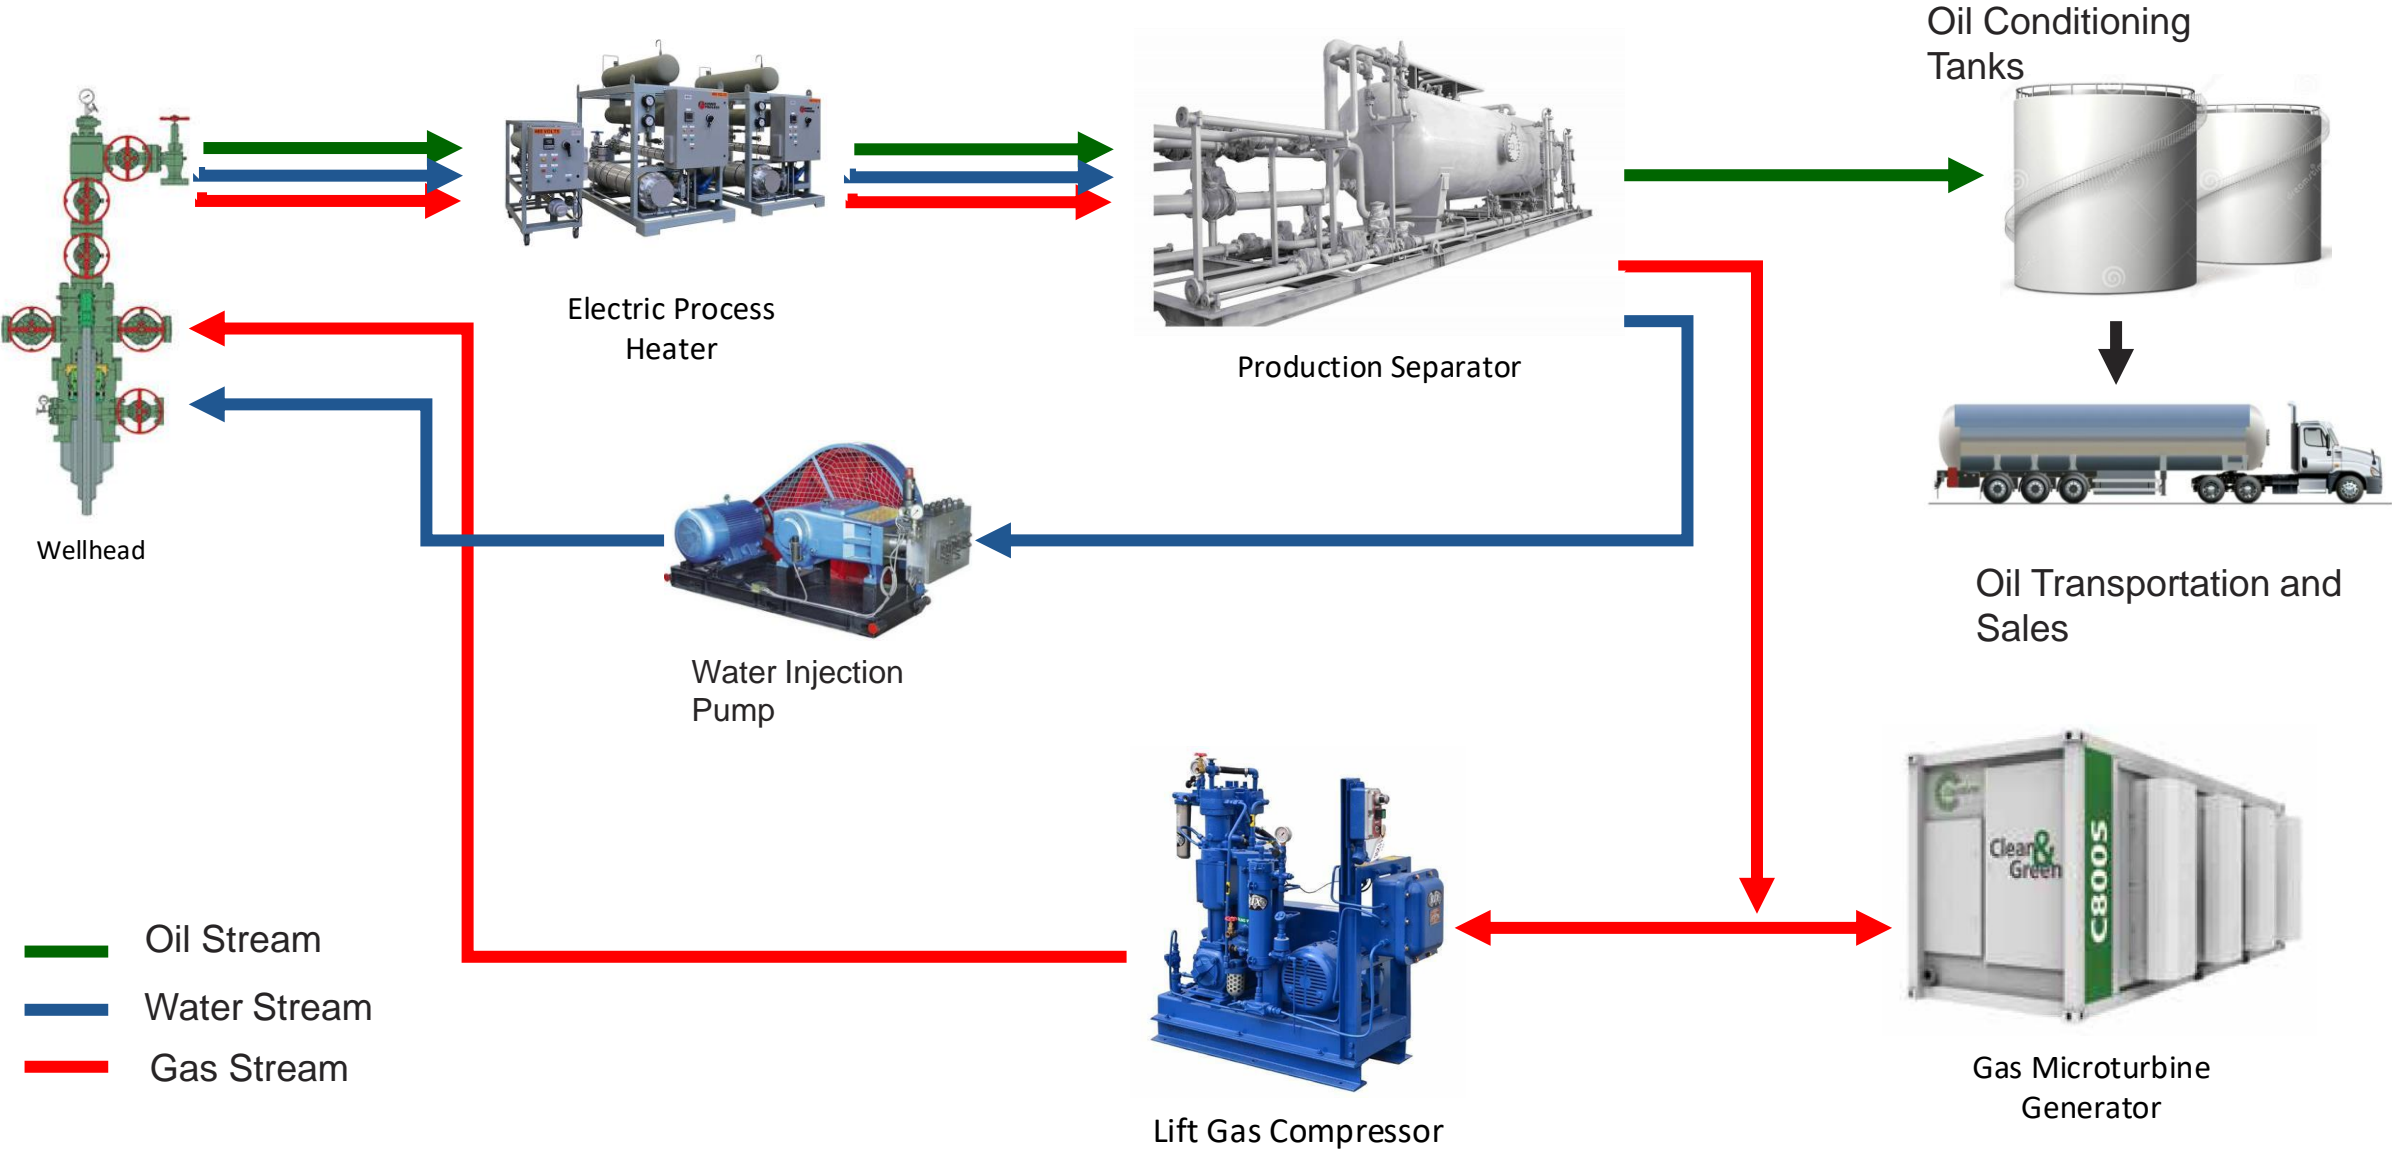 Oil Conditioning
Tanks
Electric Process
Heater
Production Separator
Wellhead
Oil Transportation and
Sales
Water Injection
Pump
Clean&
Green
C800S
Oil Stream
Water Stream
Gas Stream
Gas Microturbine
Generator
Lift Gas Compressor